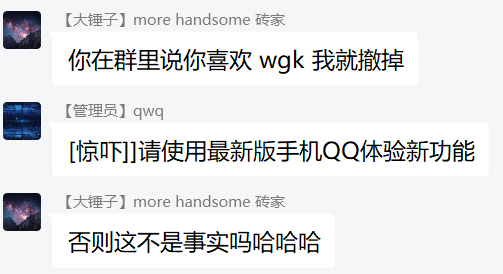 【大锤子】more handsome 砖家
你在群里说你喜欢 wgk 我就撤掉
【管理员】qwq
[惊吓]]请使用最新版手机QQ体验新功能
【大锤子】more handsome 砖家
否则这不是事实吗哈哈哈